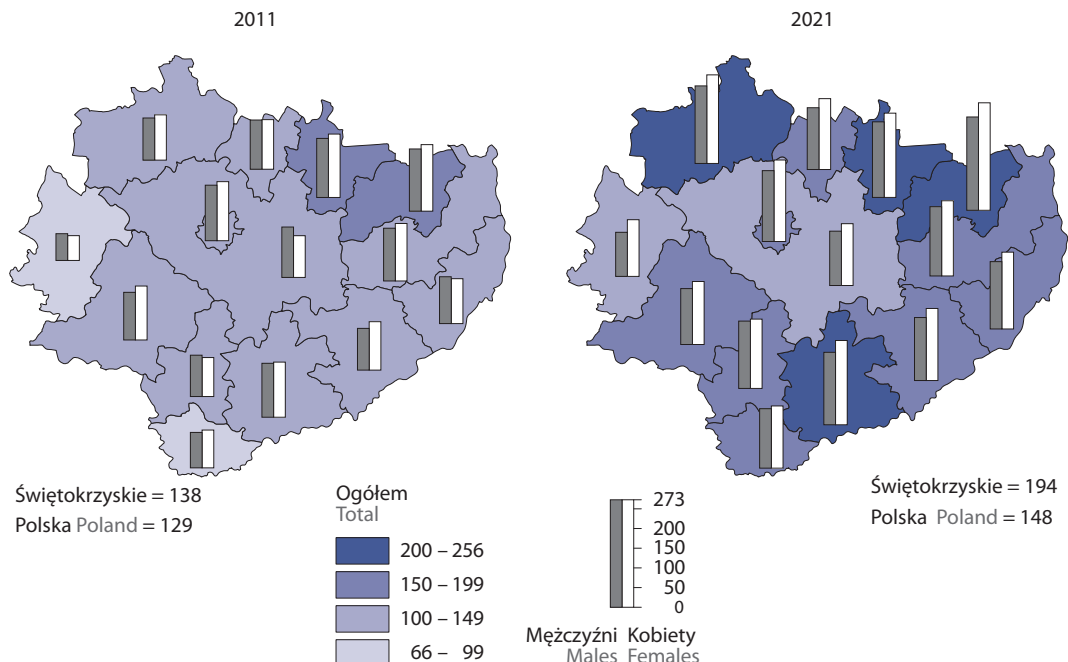 2011
2021
Świętokrzyskie = 138
Polska Poland = 129
Ogółem
Total
200 – 256
150 – 199
100 – 149
66 – 99
273
200
150
100
50
0
Mężczyźni Kobiety
Males Females
Świętokrzyskie = 194
Polska Poland = 148